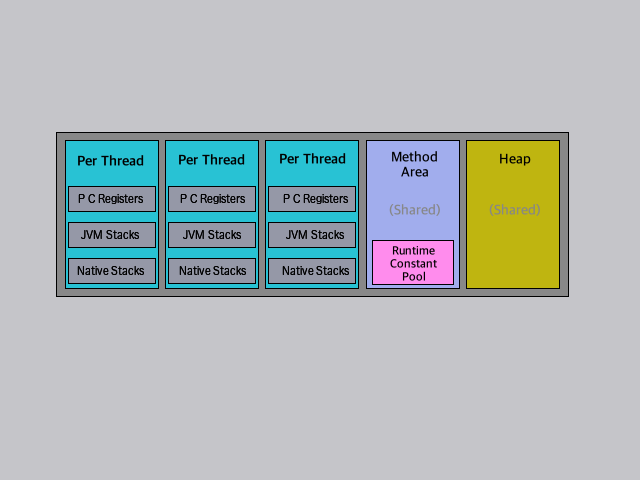 Per Thread
P C Registers
JVM Stacks
Native Stacks
Per Thread
P C Registers
JVM Stacks
Native Stacks
Per Thread
P C Registers
JVM Stacks
Native Stacks
Method
Area
(Shared)
Runtime
Constant
Pool
Heap
(Shared)